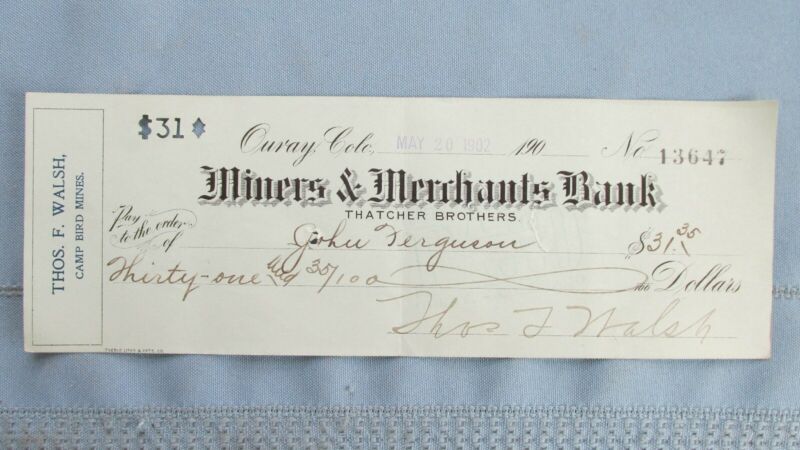 THOS. F. WALSH,
CAMP BIRD MINES.
$31
Ouray, Colo, MAY 20 1902 190 No 13647
Miners & Merchants Bank
THATCHER BROTHERS.
Pay to the order of John Ferguson $31.35
Thirty-one and 35/100 Dollars
Thos F Walsh